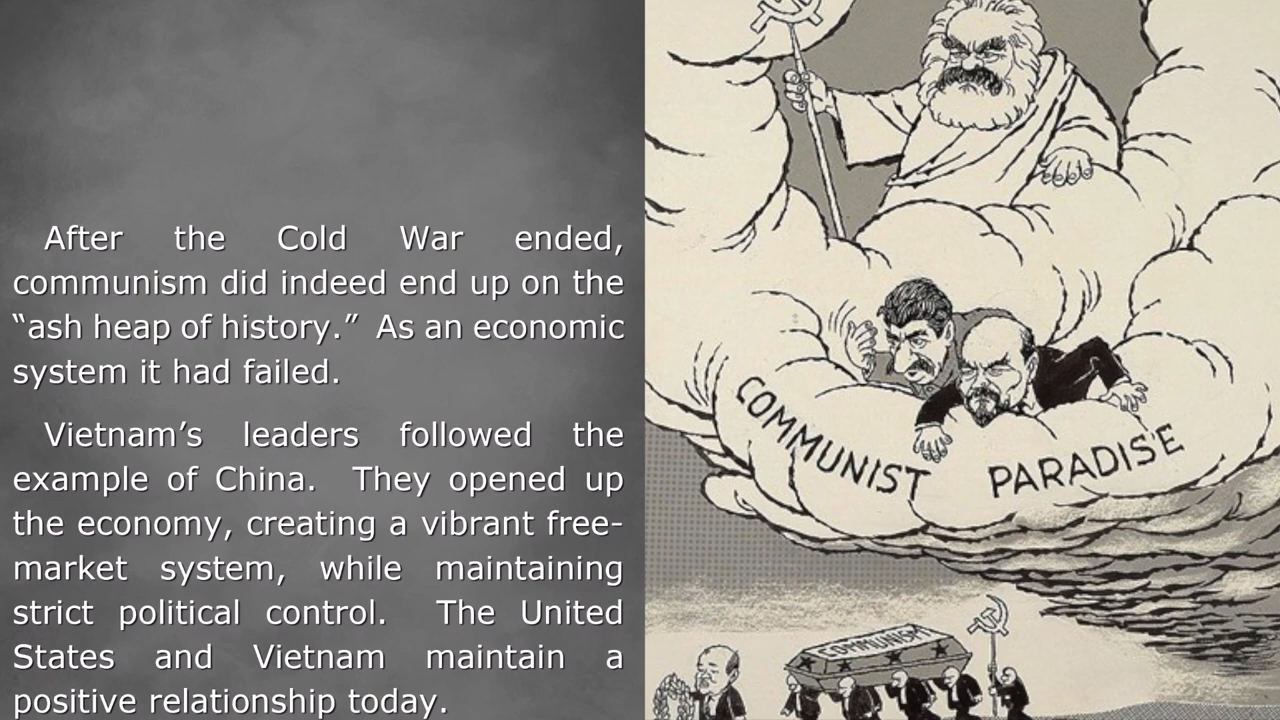 After the Cold War ended,
communism did indeed end up on the
“ash heap of history.”  As an economic
system it had failed.
Vietnam’s leaders followed the
example of China.  They opened up
the economy, creating a vibrant free-
market system, while maintaining
strict political control.  The United
States and Vietnam maintain a
positive relationship today.
COMMUNIST PARADISE
COMMUNISM